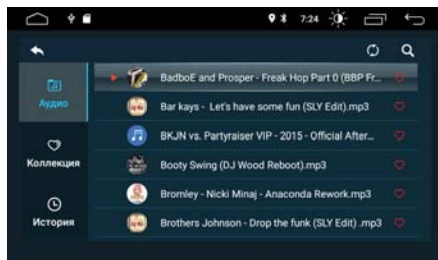 7:24
Аудио
BadboE and Prosper - Freak Hop Part 0 (BBP Fr...
Bar kays - Let's have some fun (SLY Edit).mp3
BKJN vs. Partyraiser VIP - 2015 - Official After...
Коллекция
Booty Swing (DJ Wood Reboot).mp3
Bromley - Nicki Minaj - Anaconda Rework.mp3
История
Brothers Johnson - Drop the funk (SLY Edit) .mp3